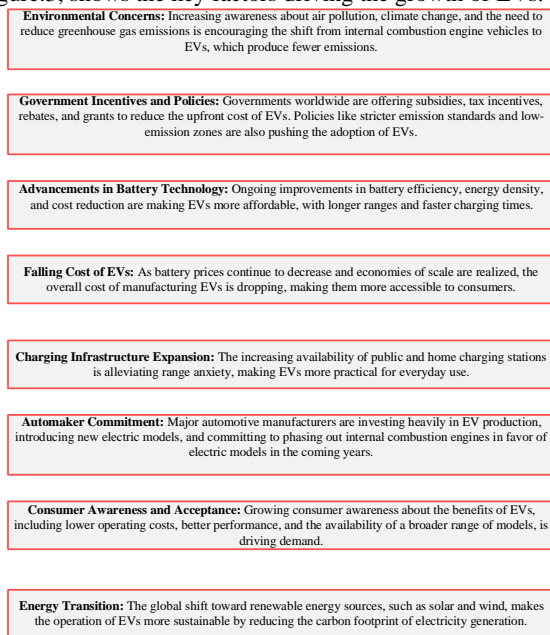 gure.3, shows the key factors driving the growth of EVs.
Environmental Concerns: Increasing awareness about air pollution, climate change, and the need to
reduce greenhouse gas emissions is encouraging the shift from internal combustion engine vehicles to
EVs, which produce fewer emissions.
Government Incentives and Policies: Governments worldwide are offering subsidies, tax incentives,
rebates, and grants to reduce the upfront cost of EVs. Policies like stricter emission standards and low-
emission zones are also pushing the adoption of EVs.
Advancements in Battery Technology: Ongoing improvements in battery efficiency, energy density,
and cost reduction are making EVs more affordable, with longer ranges and faster charging times.
Falling Cost of EVs: As battery prices continue to decrease and economies of scale are realized, the
overall cost of manufacturing EVs is dropping, making them more accessible to consumers.
Charging Infrastructure Expansion: The increasing availability of public and home charging stations
is alleviating range anxiety, making EVs more practical for everyday use.
Automaker Commitment: Major automotive manufacturers are investing heavily in EV production,
introducing new electric models, and committing to phasing out internal combustion engines in favor of
electric models in the coming years.
Consumer Awareness and Acceptance: Growing consumer awareness about the benefits of EVs,
including lower operating costs, better performance, and the availability of a broader range of models, is
driving demand.
Energy Transition: The global shift toward renewable energy sources, such as solar and wind, makes
the operation of EVs more sustainable by reducing the carbon footprint of electricity generation.